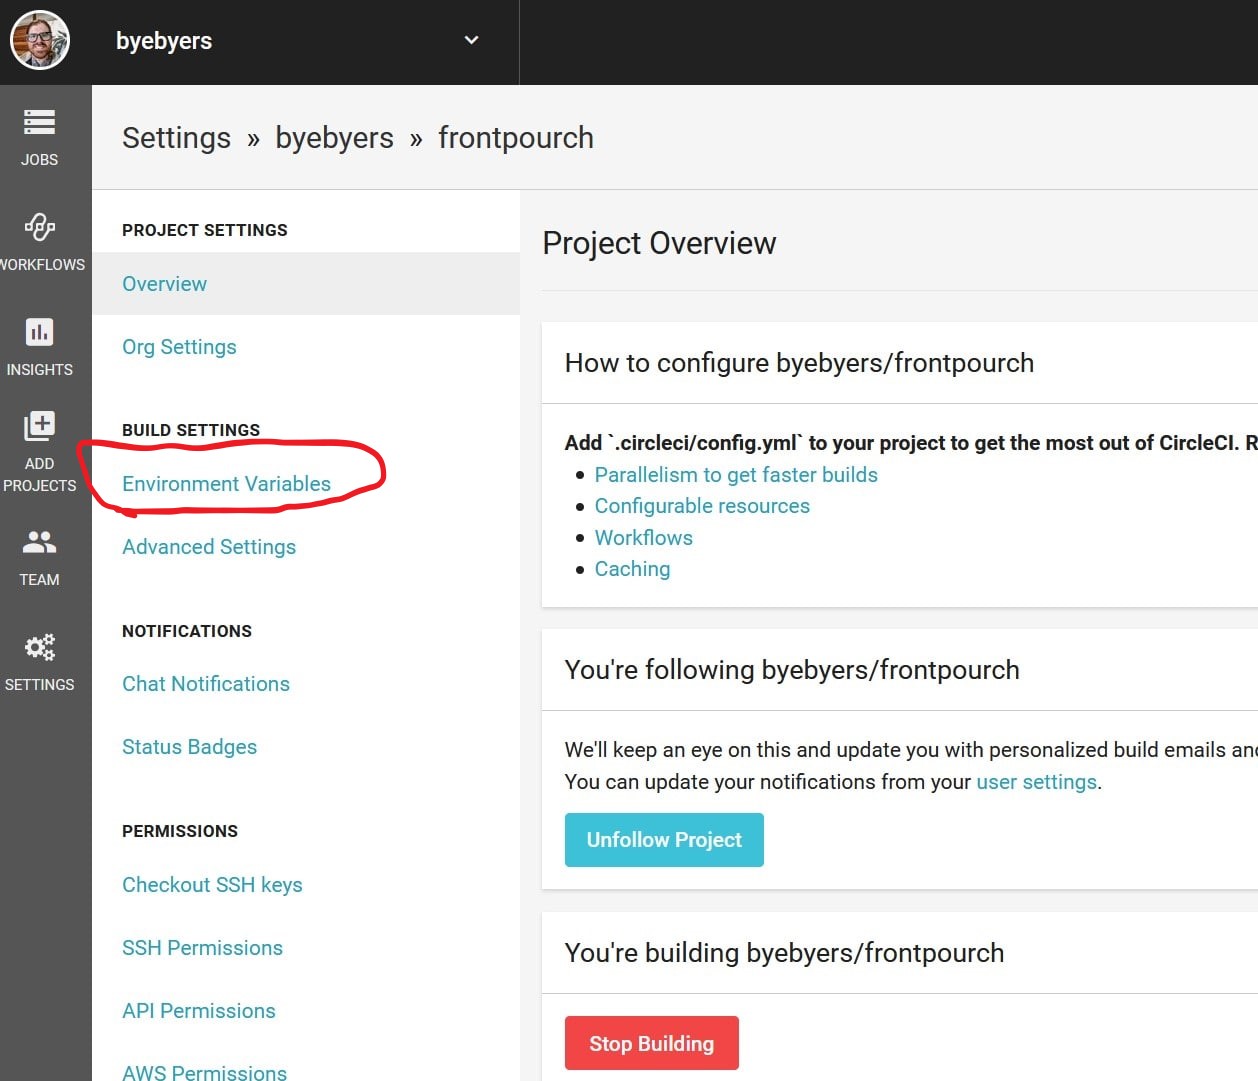 byebyers
JOBS
WORKFLOWS
INSIGHTS
ADD
PROJECTS
TEAM
SETTINGS
Settings » byebyers » frontpourch
PROJECT SETTINGS
Overview
Org Settings
BUILD SETTINGS
Environment Variables
Advanced Settings
NOTIFICATIONS
Chat Notifications
Status Badges
PERMISSIONS
Checkout SSH keys
SSH Permissions
API Permissions
AWS Permissions
Project Overview
How to configure byebyers/frontpourch
Add `.circleci/config.yml` to your project to get the most out of CircleCI. R
• Parallelism to get faster builds
• Configurable resources
• Workflows
• Caching
You're following byebyers/frontpourch
We'll keep an eye on this and update you with personalized build emails and
You can update your notifications from your user settings.
Unfollow Project
You're building byebyers/frontpourch
Stop Building